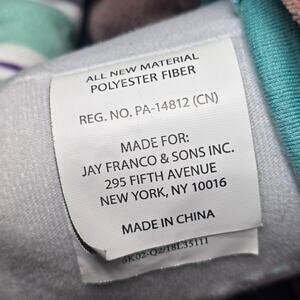 ALL NEW MATERIAL
POLYESTER FIBER
REG. NO. PA-14812 (CN)
MADE FOR:
JAY FRANCO & SONS INC.
295 FIFTH AVENUE
NEW YORK, NY 10016
MADE IN CHINA